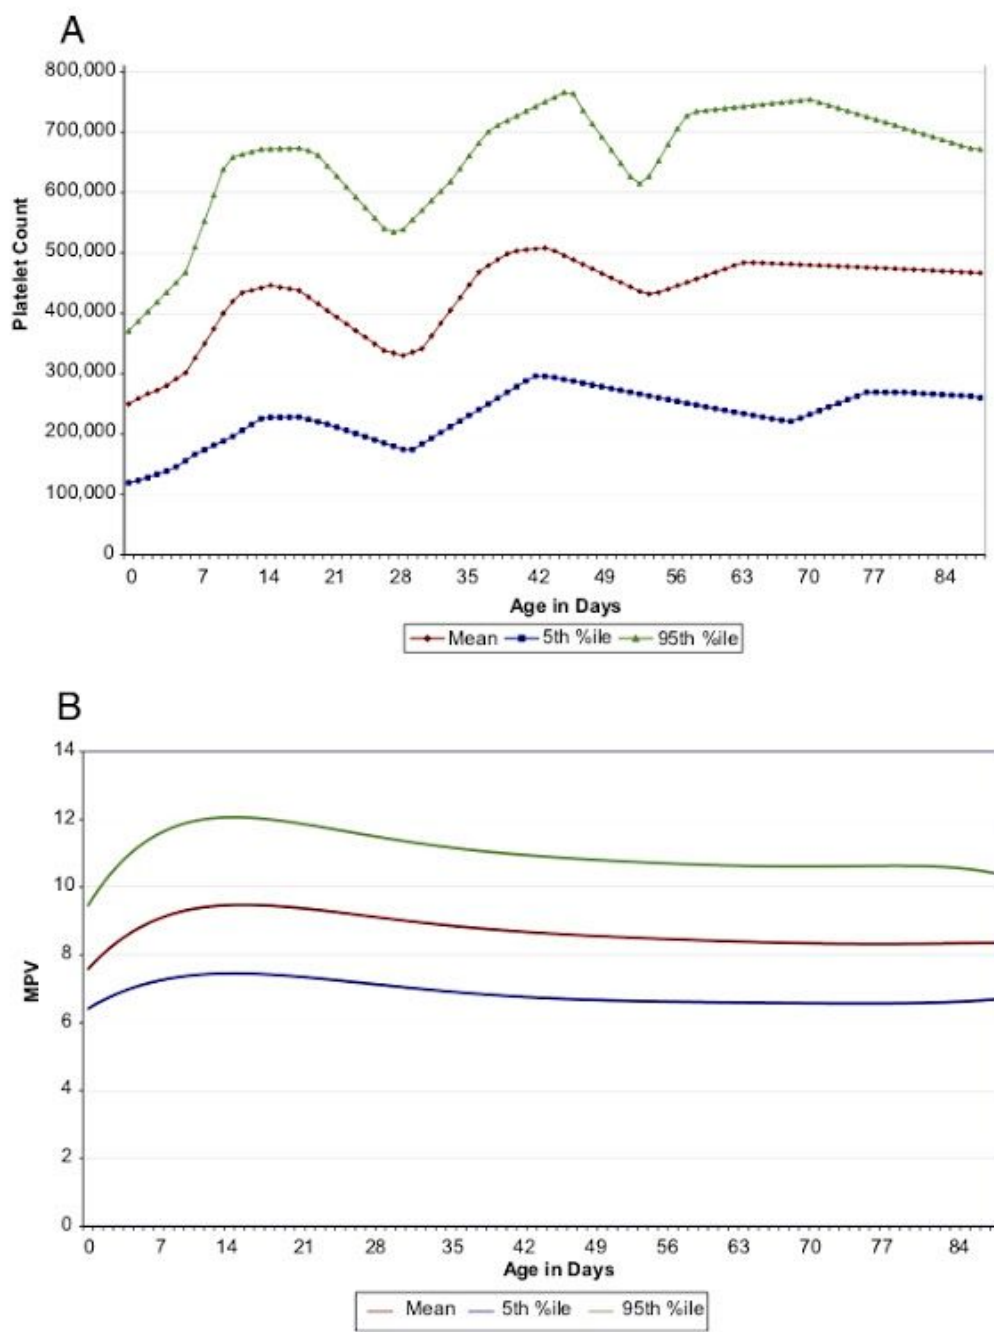 A
800,000
700,000
600,000
500,000
400,000
300,000
200,000
100,000
0
Platelet Count
0 7 14 21 28 35 42 49 56 63 70 77 84
Age in Days
Mean 5th %ile 95th %ile
B
14
12
10
8
6
4
2
0
MPV
0 7 14 21 28 35 42 49 56 63 70 77 84
Age in Days
Mean 5th %ile 95th %ile